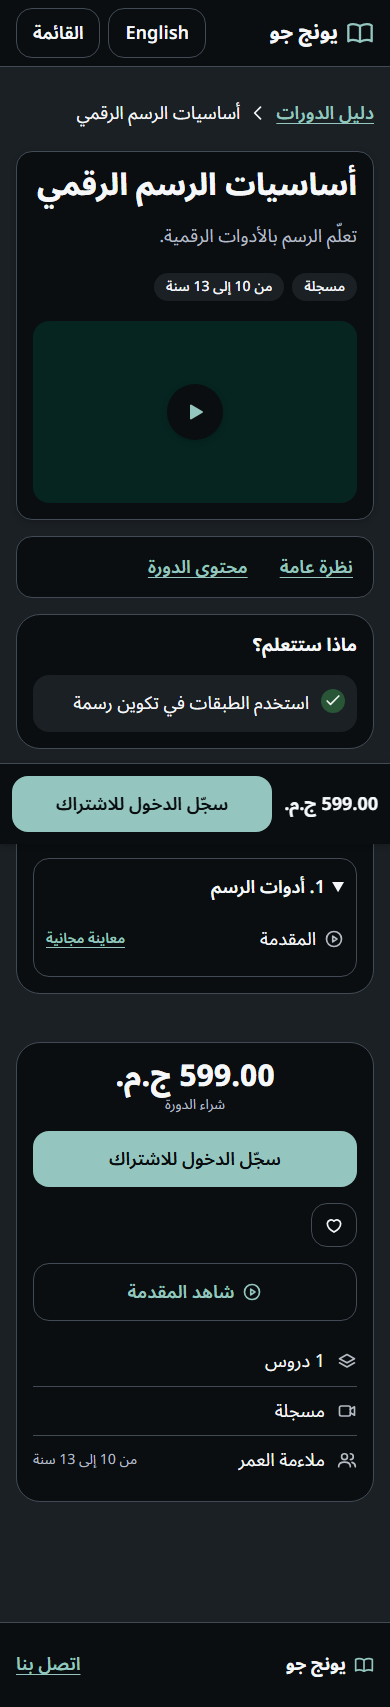 يونج جو
English
القائمة
دليل الدورات
أساسيات الرسم الرقمي
أساسيات الرسم الرقمي
تعلّم الرسم بالأدوات الرقمية.
مسجلة
من 10 إلى 13 سنة
نظرة عامة
محتوى الدورة
ماذا ستتعلم؟
استخدم الطبقات في تكوين رسمة
599.00 ج.م.
سجّل الدخول للاشتراك
1. أدوات الرسم
المقدمة
معاينة مجانية
599.00 ج.م.
شراء الدورة
سجّل الدخول للاشتراك
شاهد المقدمة
1 دروس
مسجلة
ملاءمة العمر
من 10 إلى 13 سنة
يونج جو
اتصل بنا